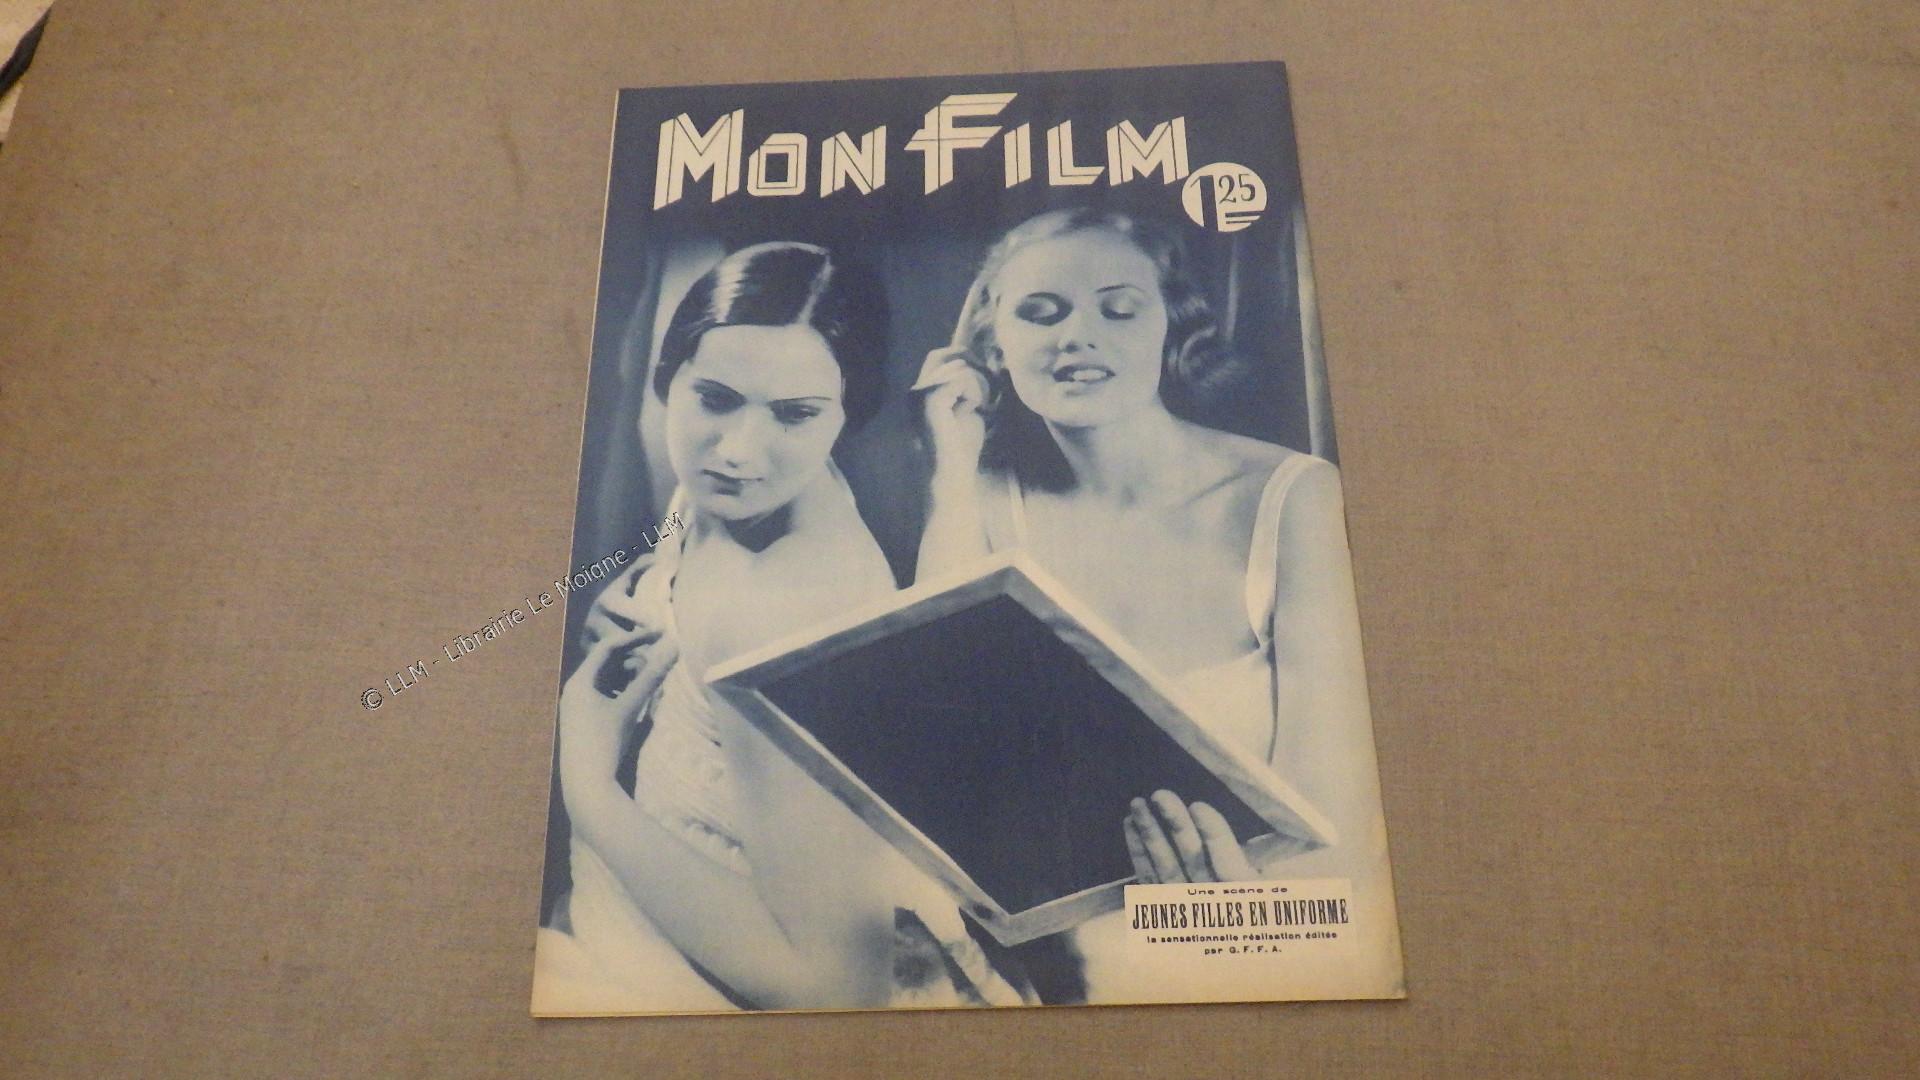 MON FILM
1F 25
© LLM - Librairie Le Moigne - LLM
Une scène de
JEUNES FILLES EN UNIFORME
la sensationnelle réalisation éditée
par G. F. F. A.